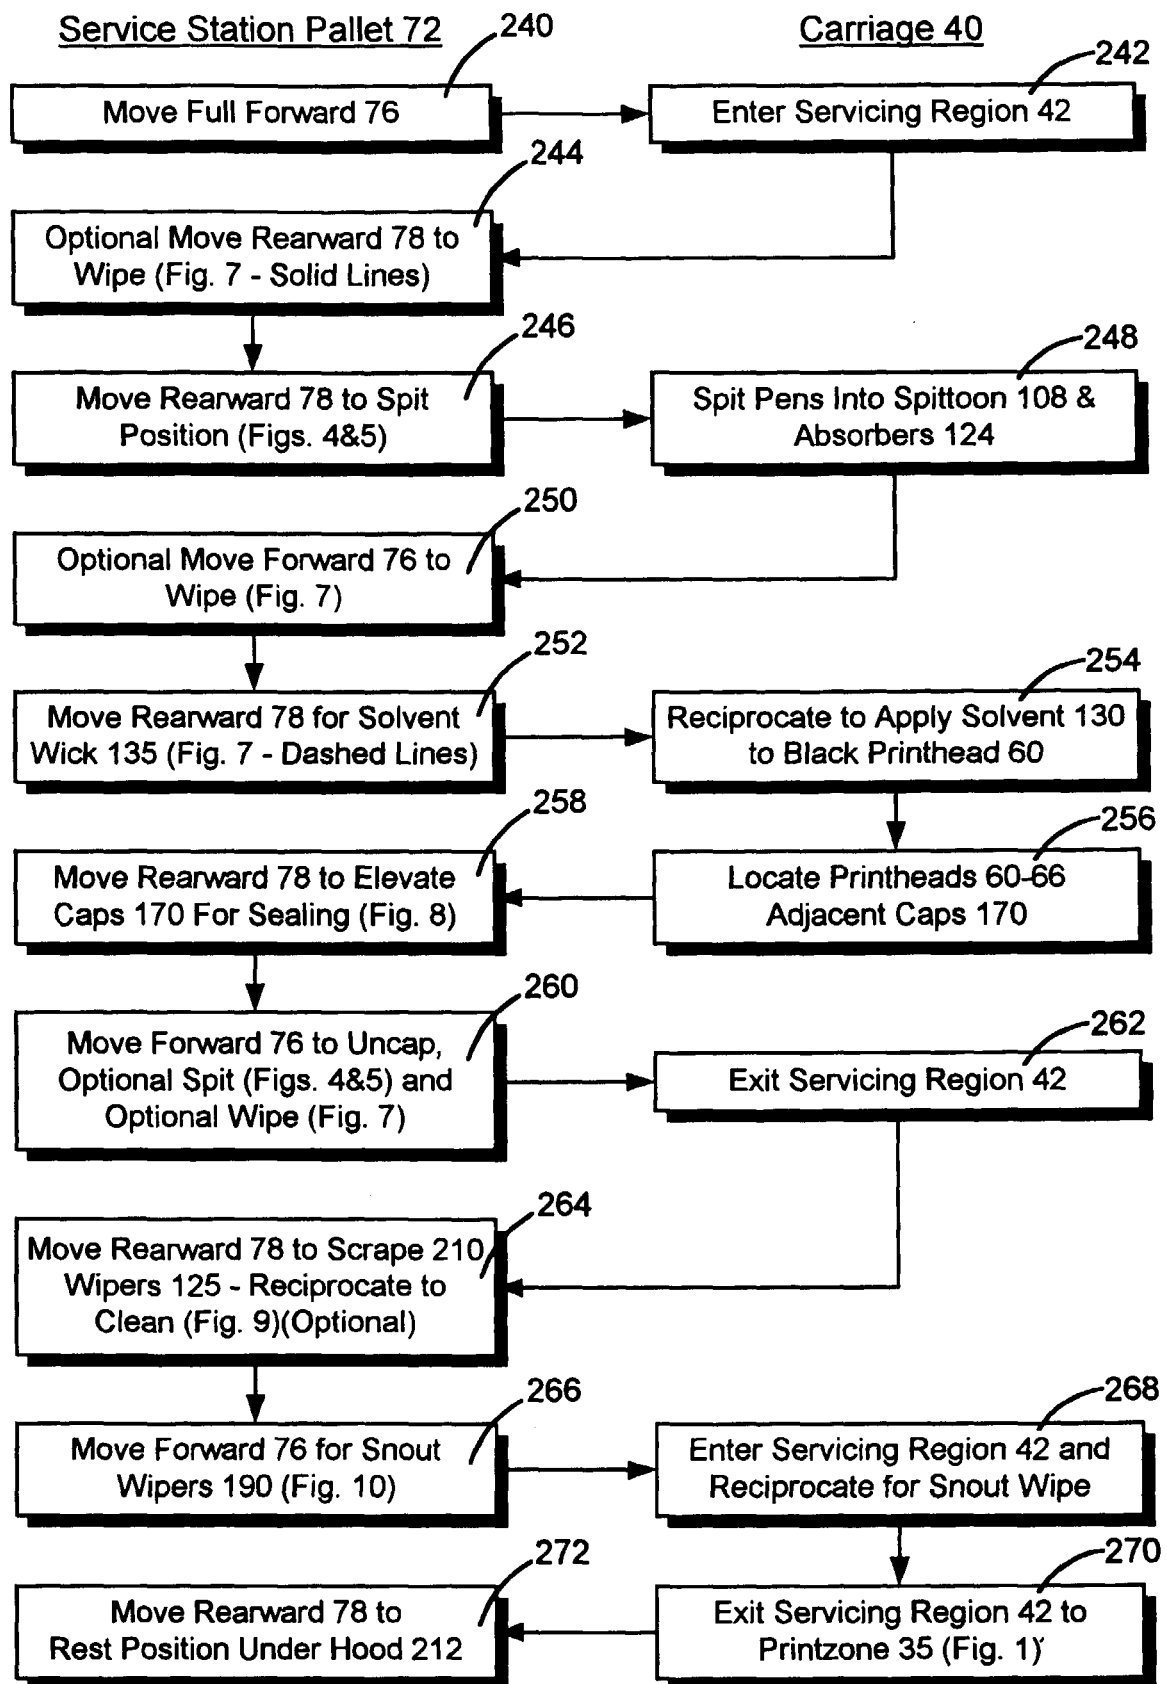 Service Station Pallet 72
240
Carriage 40
242
Move Full Forward 76
Enter Servicing Region 42
244
Optional Move Rearward 78 to
Wipe (Fig. 7 - Solid Lines)
246
248
Move Rearward 78 to Spit
Position (Figs. 4&5)
Spit Pens Into Spittoon 108 &
Absorbers 124
250
Optional Move Forward 76 to
Wipe (Fig. 7)
252
254
Move Rearward 78 for Solvent
Wick 135 (Fig. 7 - Dashed Lines)
Reciprocate to Apply Solvent 130
to Black Printhead 60
258
256
Move Rearward 78 to Elevate
Caps 170 For Sealing (Fig. 8)
Locate Printheads 60-66
Adjacent Caps 170
260
262
Move Forward 76 to Uncap,
Optional Spit (Figs. 4&5) and
Optional Wipe (Fig. 7)
Exit Servicing Region 42
264
Move Rearward 78 to Scrape 210
Wipers 125 - Reciprocate to
Clean (Fig. 9)(Optional)
266
268
Move Forward 76 for Snout
Wipers 190 (Fig. 10)
Enter Servicing Region 42 and
Reciprocate for Snout Wipe
272
270
Move Rearward 78 to
Rest Position Under Hood 212
Exit Servicing Region 42 to
Printzone 35 (Fig. 1)